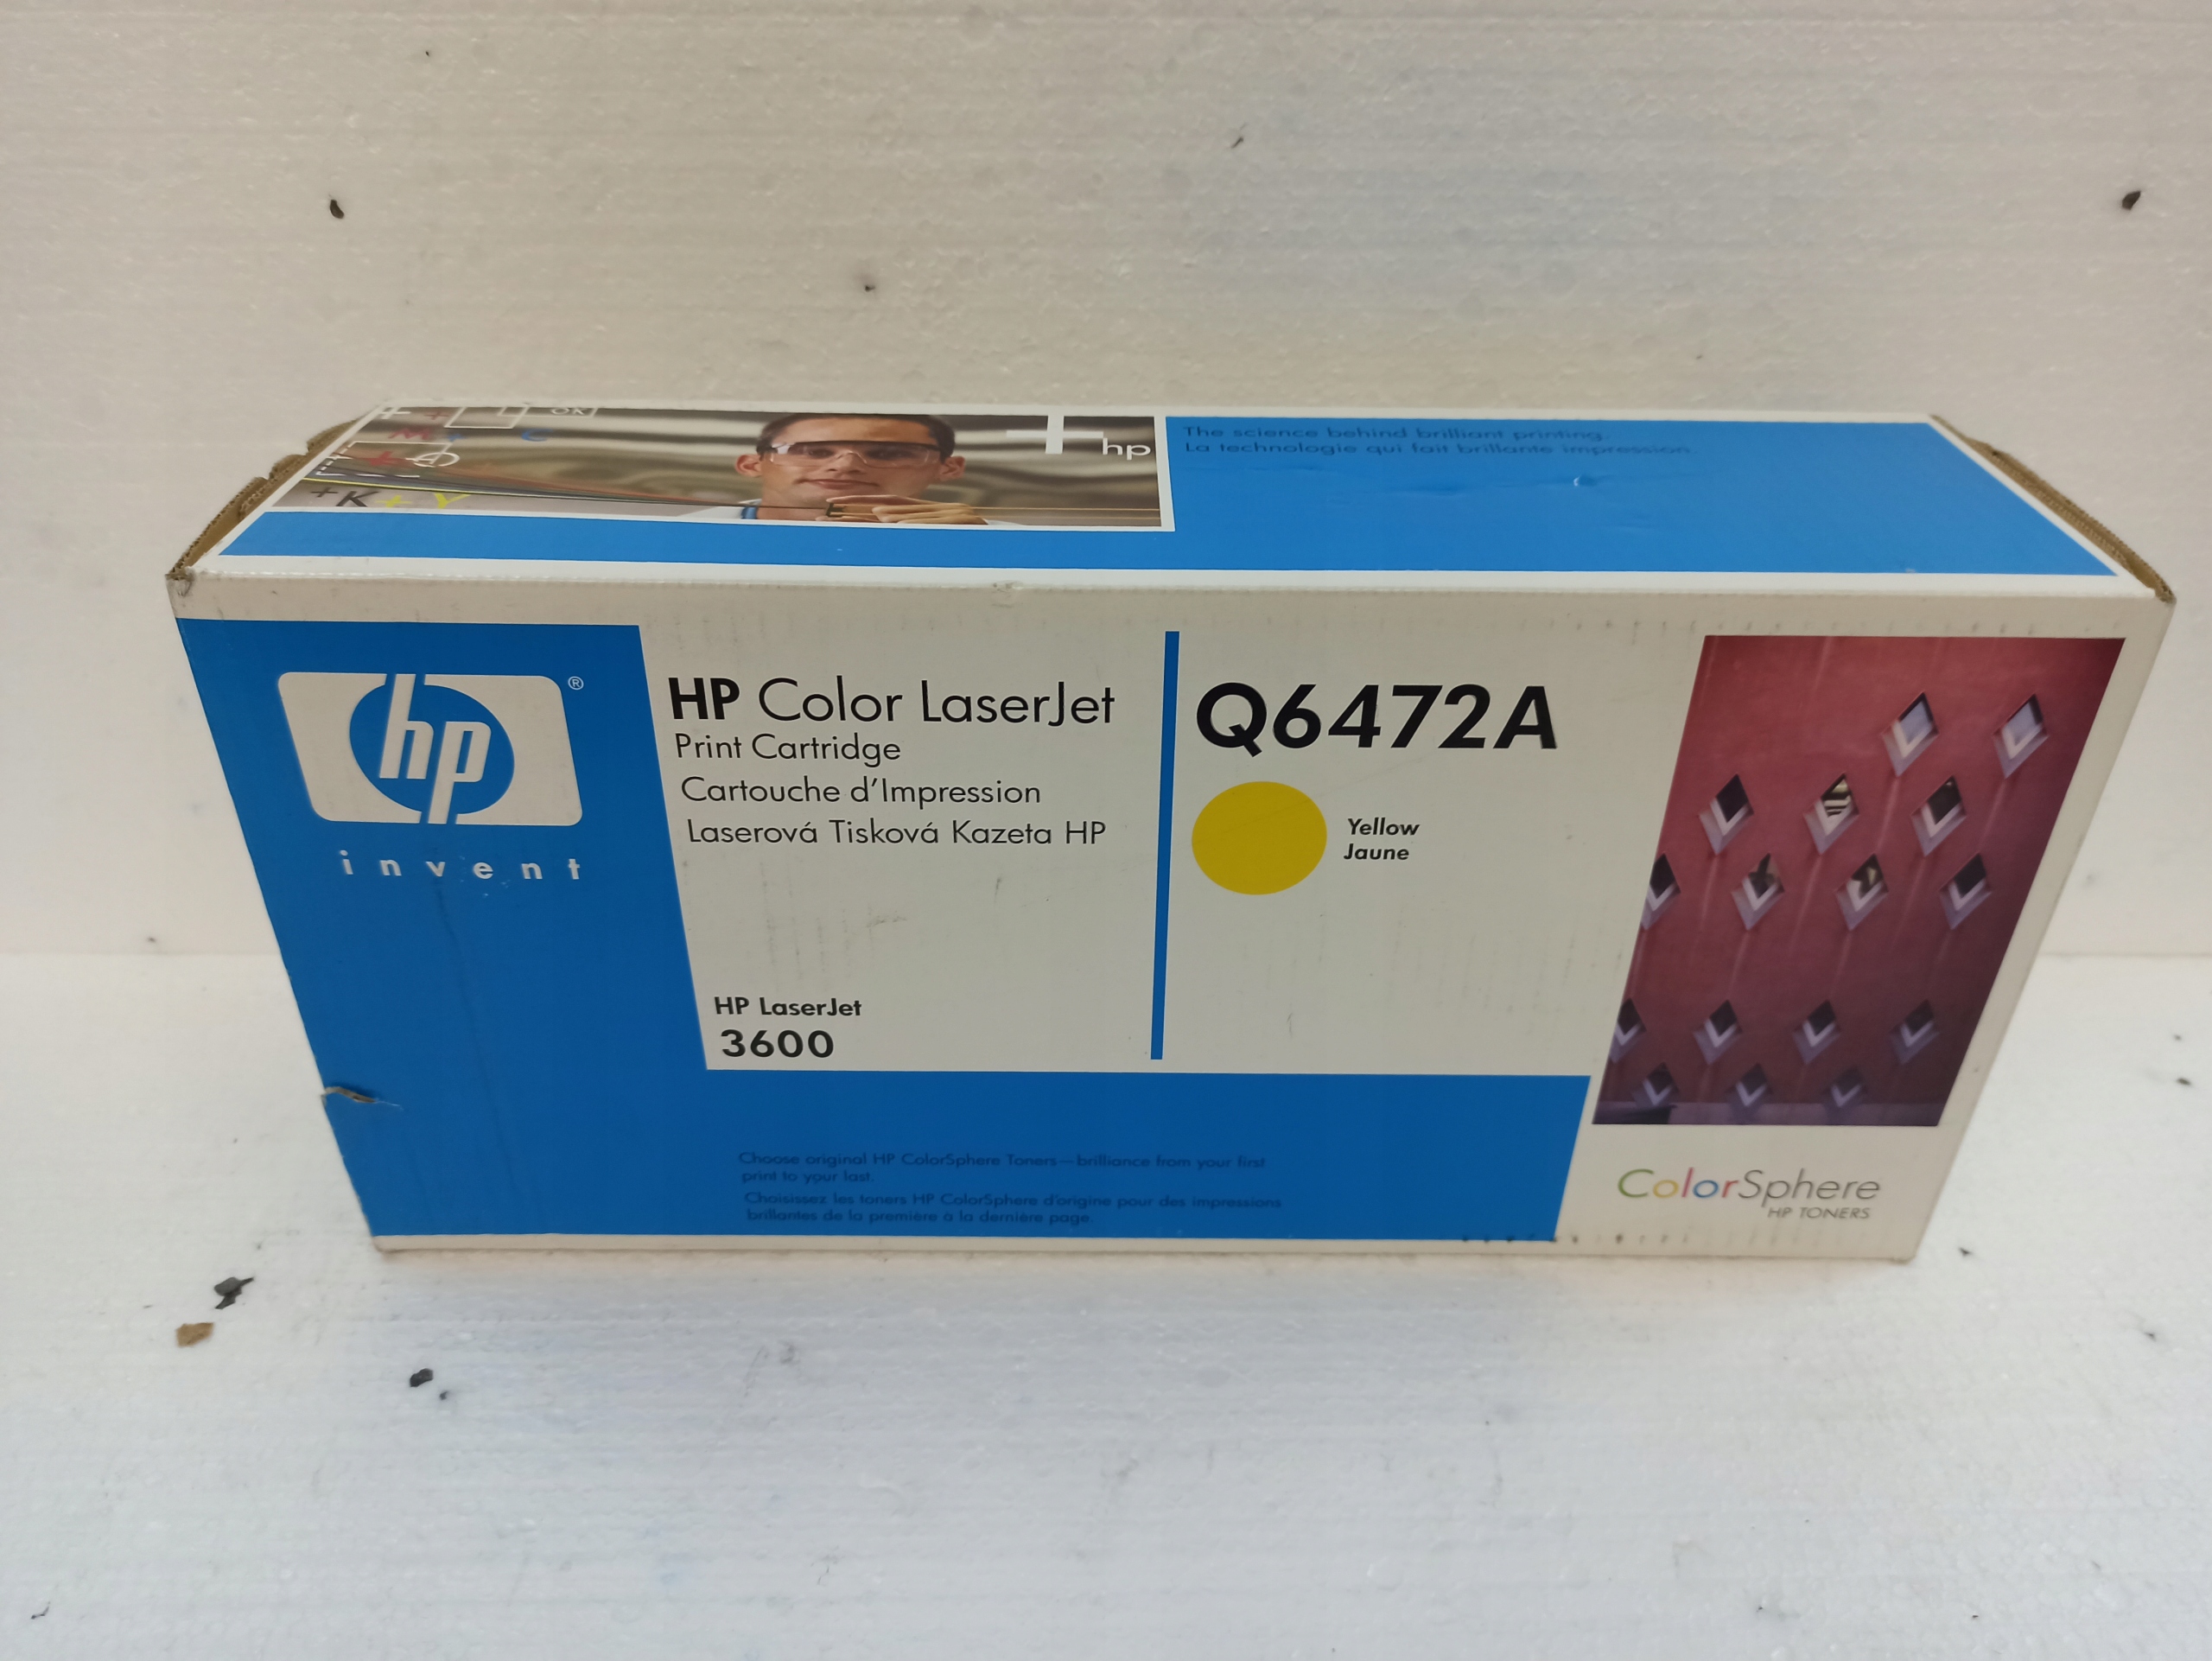 OK
M + C
+K+Y
hp
The science behind brilliant printing.
La technologie qui fait brillante impression.
hp®
invent
HP Color LaserJet
Print Cartridge
Cartouche d'Impression
Laserová Tisková Kazeta HP
HP LaserJet
3600
Q6472A
Yellow
Jaune
Choose original HP ColorSphere Toners—brilliance from your first
print to your last.
Choisissez les toners HP ColorSphere d'origine pour des impressions
brillantes de la première à la dernière page.
ColorSphere
HP TONERS